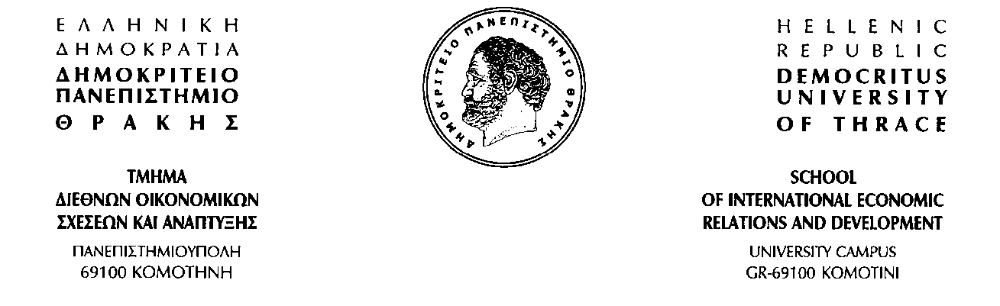 ΕΛΛΗΝΙΚΗ
ΔΗΜΟΚΡΑΤΙΑ
ΔΗΜΟΚΡΙΤΕΙΟ
ΠΑΝΕΠΙΣΤΗΜΙΟ
ΘΡΑΚΗΣ
ΤΜΗΜΑ
ΔΙΕΘΝΩΝ ΟΙΚΟΝΟΜΙΚΩΝ
ΣΧΕΣΕΩΝ ΚΑΙ ΑΝΑΠΤΥΞΗΣ
ΠΑΝΕΠΙΣΤΗΜΙΟΥΠΟΛΗ
69100 ΚΟΜΟΤΗΝΗ
ΔΗΜΟΚΡΙΤΕΙΟ ΠΑΝΕΠΙΣΤΗΜΙΟ ΘΡΑΚΗΣ
HELLENIC
REPUBLIC
DEMOCRITUS
UNIVERSITY
OF THRACE
SCHOOL
OF INTERNATIONAL ECONOMIC
RELATIONS AND DEVELOPMENT
UNIVERSITY CAMPUS
GR-69100 KOMOTINI